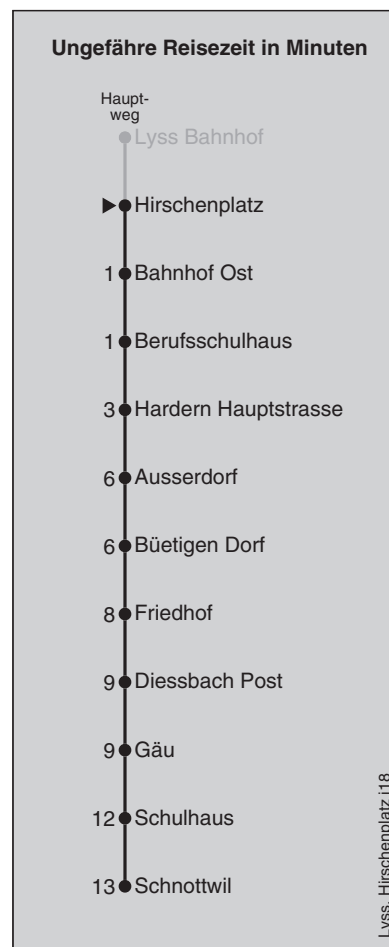 Ungefähre Reisezeit in Minuten
Haupt-
weg
Lyss Bahnhof
Hirschenplatz
1 Bahnhof Ost
1 Berufsschulhaus
3 Hardern Hauptstrasse
6 Ausserdorf
6 Büetigen Dorf
8 Friedhof
9 Diessbach Post
9 Gäu
12 Schulhaus
13 Schnottwil
Lyss, Hirschenplatz j18